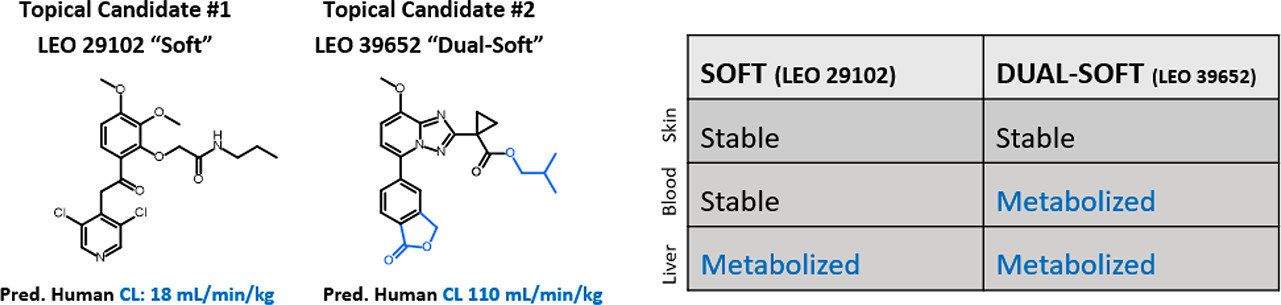 Topical Candidate #1
LEO 29102 “Soft”
O
O
O
H
N
O
O
Cl
Cl
N
Pred. Human CL: 18 mL/min/kg
Topical Candidate #2
LEO 39652 “Dual-Soft”
O
N
N
N
O
O
O
O
Pred. Human CL 110 mL/min/kg
SOFT (LEO 29102) DUAL-SOFT (LEO 39652)
Skin Stable Stable
Blood Stable Metabolized
Liver Metabolized Metabolized